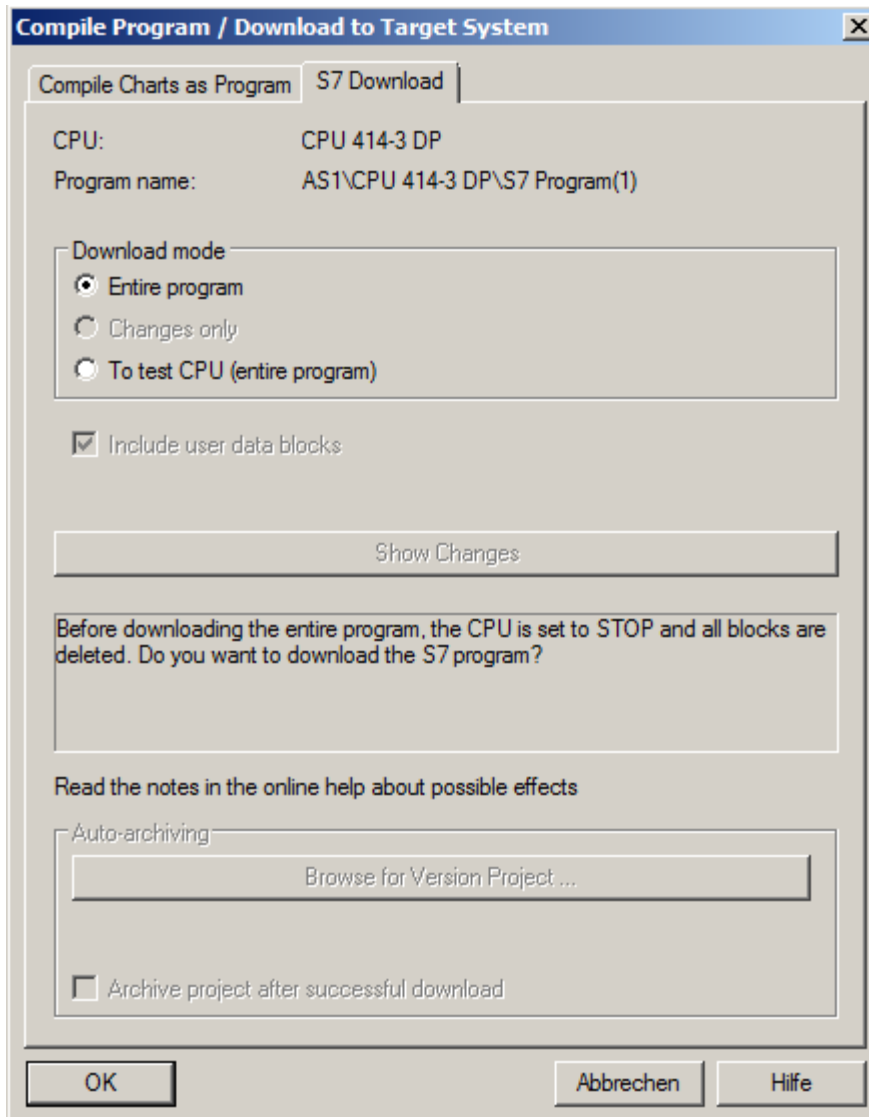 Compile Program / Download to Target System
Compile Charts as Program
S7 Download
CPU: CPU 414-3 DP
Program name: AS1\CPU 414-3 DP\S7 Program(1)
Download mode
Entire program
Changes only
To test CPU (entire program)
Include user data blocks
Show Changes
Before downloading the entire program, the CPU is set to STOP and all blocks are
deleted. Do you want to download the S7 program?
Read the notes in the online help about possible effects
Auto-archiving
Browse for Version Project ...
Archive project after successful download
OK
Abbrechen
Hilfe